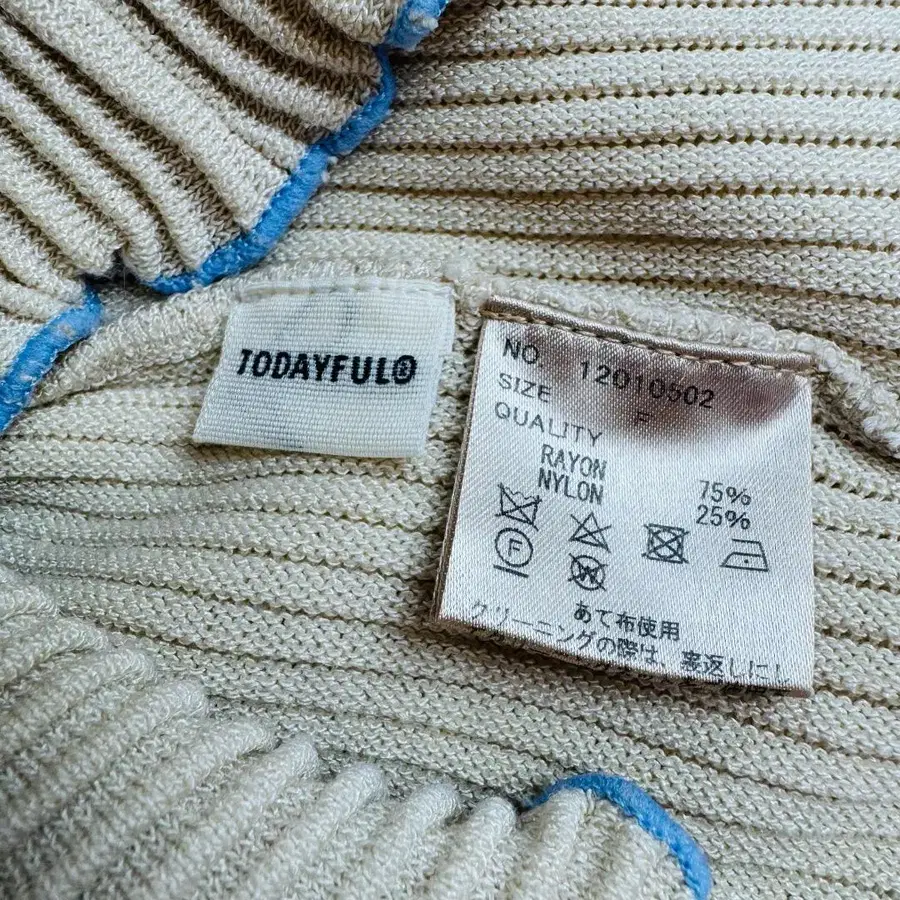 TODAYFUL®
NO. 12010502
SIZE F
QUALITY
RAYON 75%
NYLON 25%
F W
あて布使用
クリーニングの際は、裏返しにし